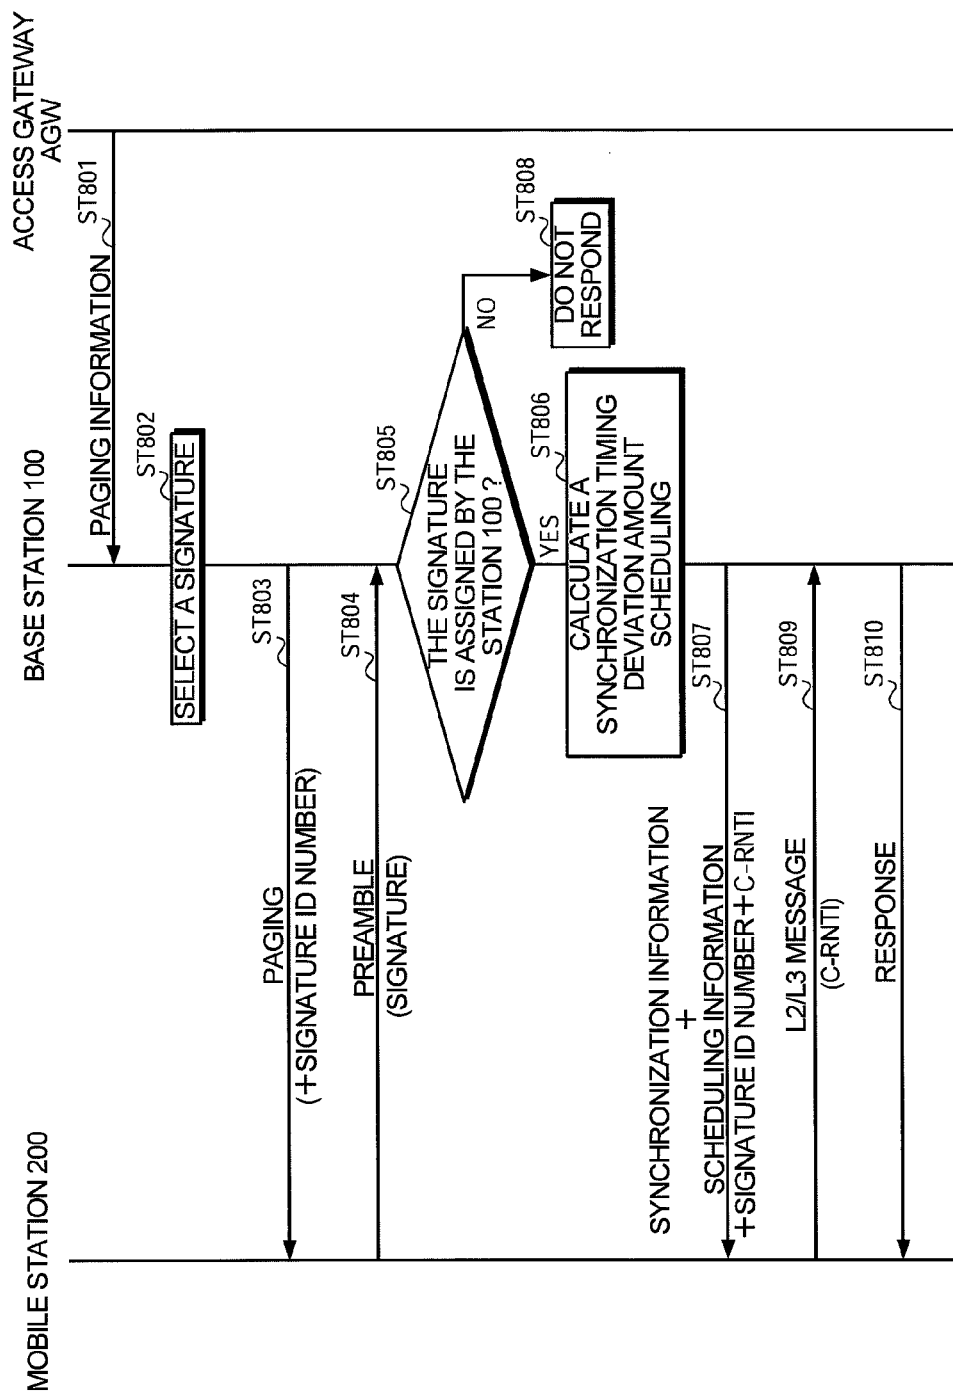 MOBILE STATION 200
BASE STATION 100
ACCESS GATEWAY
AGW
PAGING INFORMATION
ST801
ST802
SELECT A SIGNATURE
ST803
PAGING
(+SIGNATURE ID NUMBER)
ST804
PREAMBLE
(SIGNATURE)
ST805
THE SIGNATURE
IS ASSIGNED BY THE
STATION 100 ?
NO
ST808
DO NOT
RESPOND
YES
ST806
CALCULATE A
SYNCHRONIZATION TIMING
DEVIATION AMOUNT
SCHEDULING
ST807
SYNCHRONIZATION INFORMATION
+
SCHEDULING INFORMATION
+SIGNATURE ID NUMBER+C-RNTI
ST809
L2/L3 MESSAGE
(C-RNTI)
ST810
RESPONSE